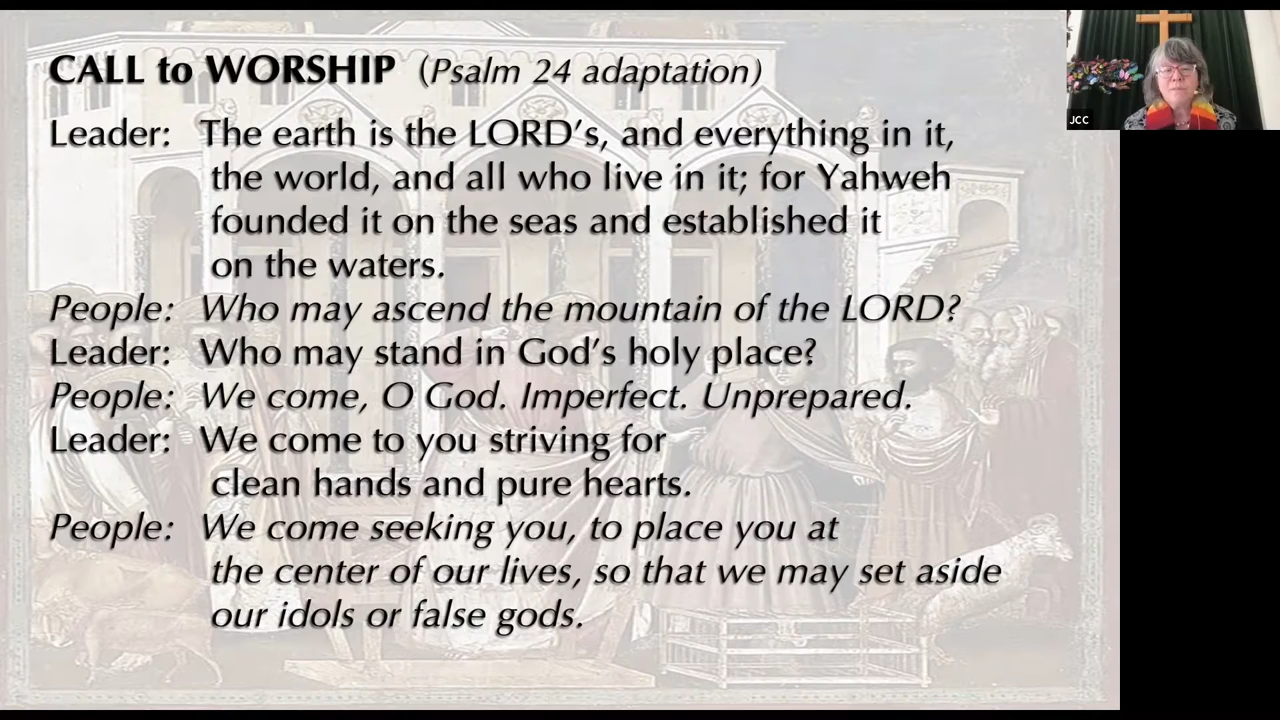 CALL to WORSHIP (Psalm 24 adaptation)
Leader: The earth is the LORD's, and everything in it,
the world, and all who live in it; for Yahweh
founded it on the seas and established it
on the waters.
People: Who may ascend the mountain of the LORD?
Leader: Who may stand in God's holy place?
People: We come, O God. Imperfect. Unprepared.
Leader: We come to you striving for
clean hands and pure hearts.
People: We come seeking you, to place you at
the center of our lives, so that we may set aside
our idols or false gods.
JCC